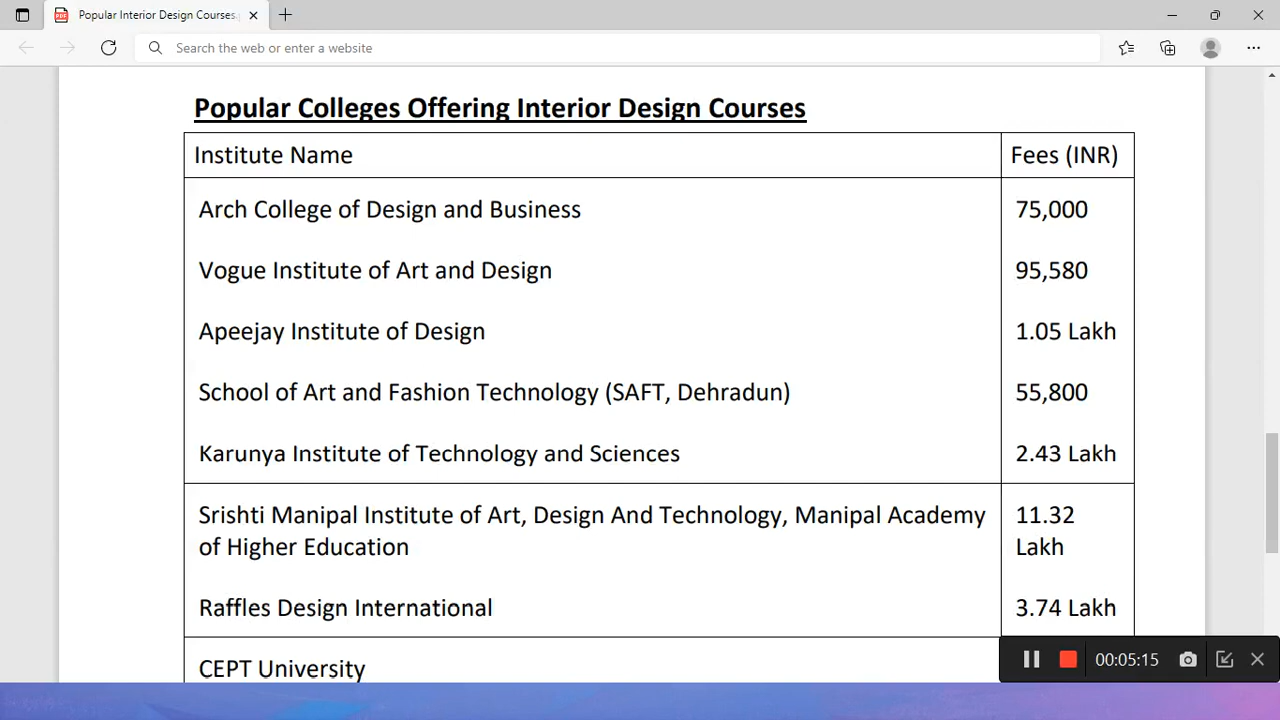 Popular Interior Design Courses.
Search the web or enter a website
Popular Colleges Offering Interior Design Courses
Institute Name Fees (INR)
Arch College of Design and Business 75,000
Vogue Institute of Art and Design 95,580
Apeejay Institute of Design 1.05 Lakh
School of Art and Fashion Technology (SAFT, Dehradun) 55,800
Karunya Institute of Technology and Sciences 2.43 Lakh
Srishti Manipal Institute of Art, Design And Technology, Manipal Academy 11.32
of Higher Education Lakh
Raffles Design International 3.74 Lakh
CEPT University
00:05:15